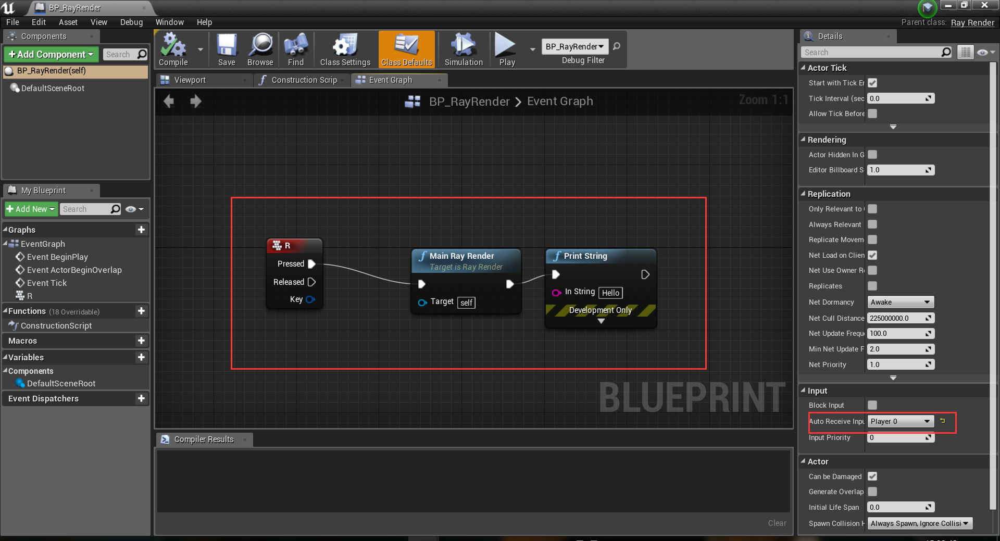 BP_RayRender
File Edit Asset View Debug Window Help
Parent class: Ray Render
Components
Add Component
Search
BP_RayRender(self)
DefaultSceneRoot
Compile
Save
Browse
Find
Class Settings
Class Defaults
Simulation
Play
BP_RayRender
Debug Filter
Viewport
Construction Scrip
Event Graph
BP_RayRender > Event Graph
Zoom 1:1
R
Pressed
Released
Key
Main Ray Render
Target is Ray Render
Target self
Print String
In String Hello
Development Only
BLUEPRINT
My Blueprint
Add New
Search
Graphs
EventGraph
Event BeginPlay
Event ActorBeginOverlap
Event Tick
R
Functions (18 Overridable)
ConstructionScript
Macros
Variables
Components
DefaultSceneRoot
Event Dispatchers
Compiler Results
Clear
Details
Search
Actor Tick
Start with Tick Er
Tick Interval (sec 0.0
Allow Tick Before
Rendering
Actor Hidden In G
Editor Billboard S 1.0
Replication
Only Relevant to
Always Relevant
Replicate Movem
Net Load on Clien
Net Use Owner Re
Replicates
Net Dormancy Awake
Net Cull Distance 225000000.0
Net Update Frequ 100.0
Min Net Update F 2.0
Net Priority 1.0
Input
Block Input
Auto Receive Inpu Player 0
Input Priority 0
Actor
Can be Damaged
Generate Overlap
Initial Life Span 0.0
Spawn Collision H Always Spawn, Ignore Collisi